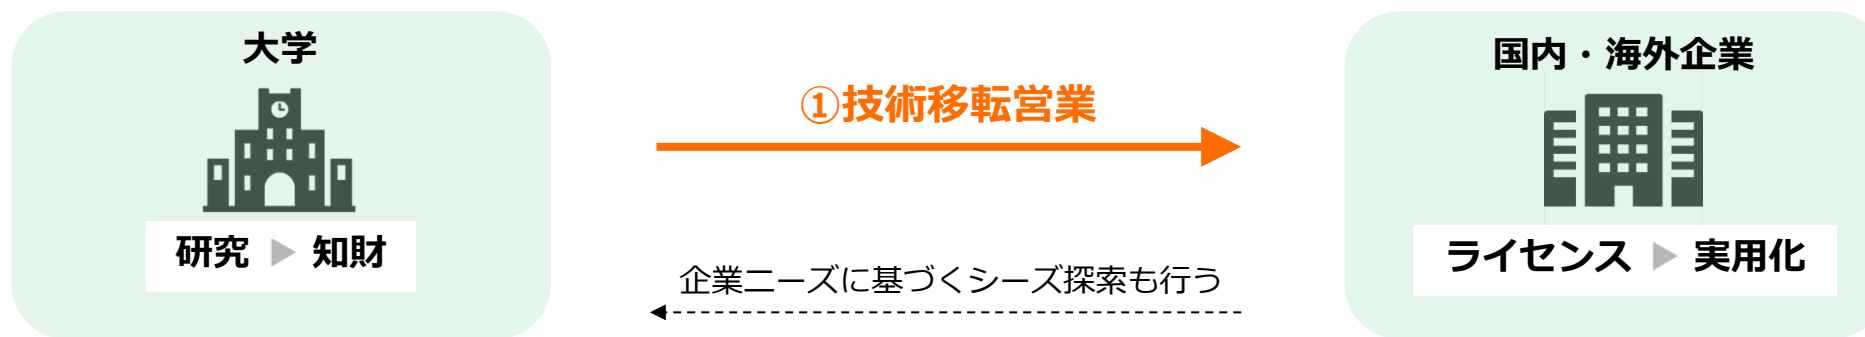 大学
研究 ▶ 知財
①技術移転営業
企業ニーズに基づくシーズ探索も行う
国内・海外企業
ライセンス ▶ 実用化